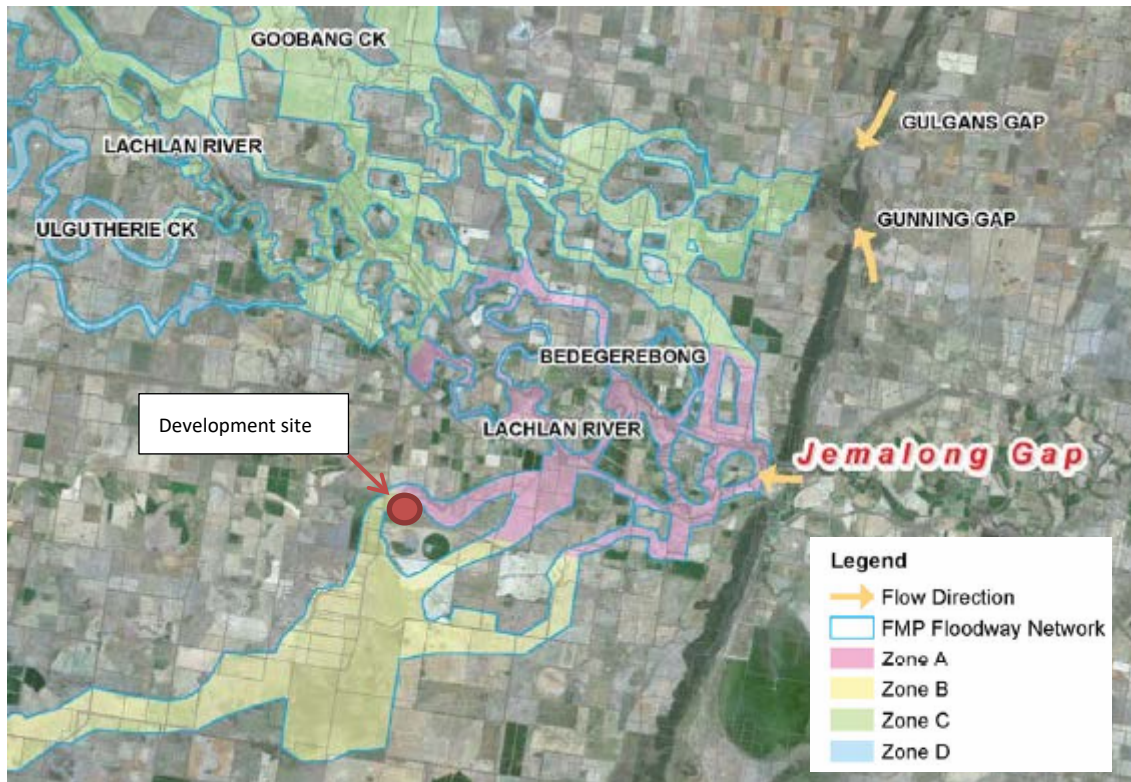 GOOBANG CK
GULGANS GAP
LACHLAN RIVER
GUNNING GAP
ULGUTHERIE CK
BEDEGEREBONG
Development site
LACHLAN RIVER
Jemalong Gap
Legend
Flow Direction
FMP Floodway Network
Zone A
Zone B
Zone C
Zone D